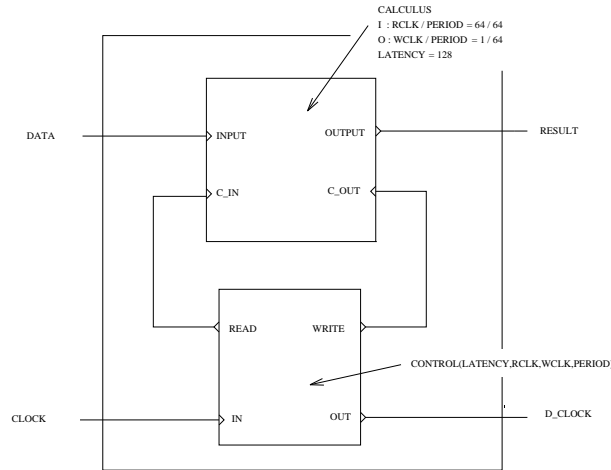 CALCULUS
I : RCLK / PERIOD = 64 / 64
O : WCLK / PERIOD = 1 / 64
LATENCY = 128
DATA
INPUT
OUTPUT
RESULT
C_IN
C_OUT
READ
WRITE
CONTROL(LATENCY,RCLK,WCLK,PERIOD)
CLOCK
IN
OUT
D_CLOCK